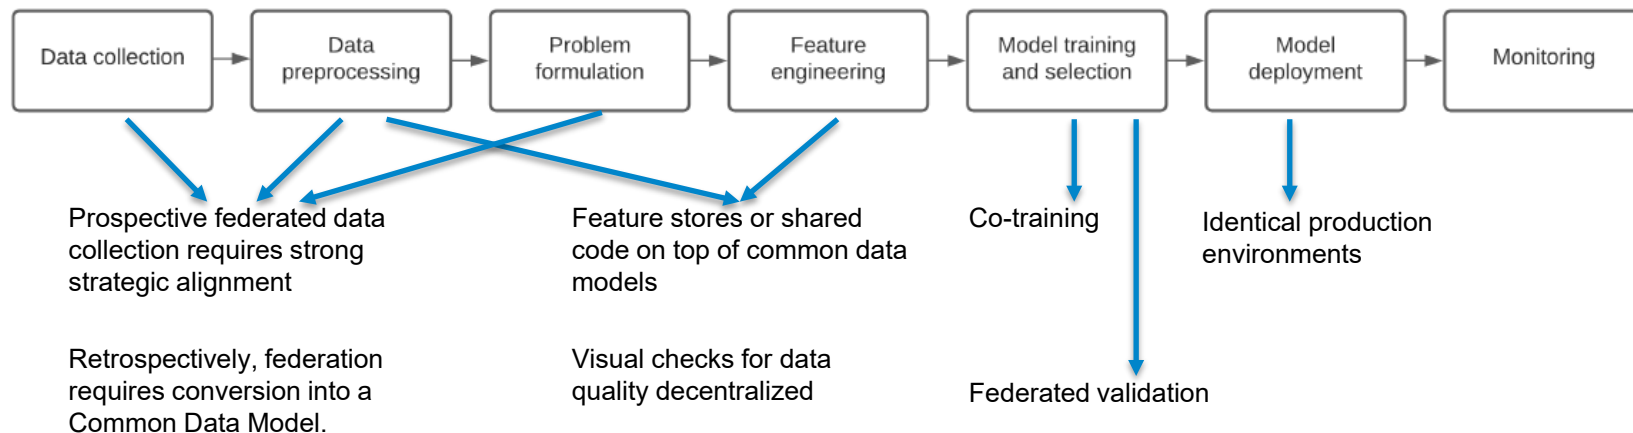 Data collection
Data
preprocessing
Problem
formulation
Feature
engineering
Model training
and selection
Model
deployment
Monitoring
Prospective federated data
collection requires strong
strategic alignment
Retrospectively, federation
requires conversion into a
Common Data Model.
Feature stores or shared
code on top of common data
models
Visual checks for data
quality decentralized
Co-training
Federated validation
Identical production
environments